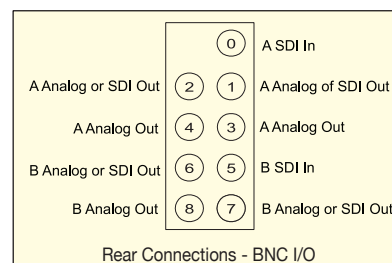 0 A SDI In
A Analog or SDI Out 2 1 A Analog of SDI Out
A Analog Out 4 3 A Analog Out
B Analog or SDI Out 6 5 B SDI In
B Analog Out 8 7 B Analog or SDI Out
Rear Connections - BNC I/O